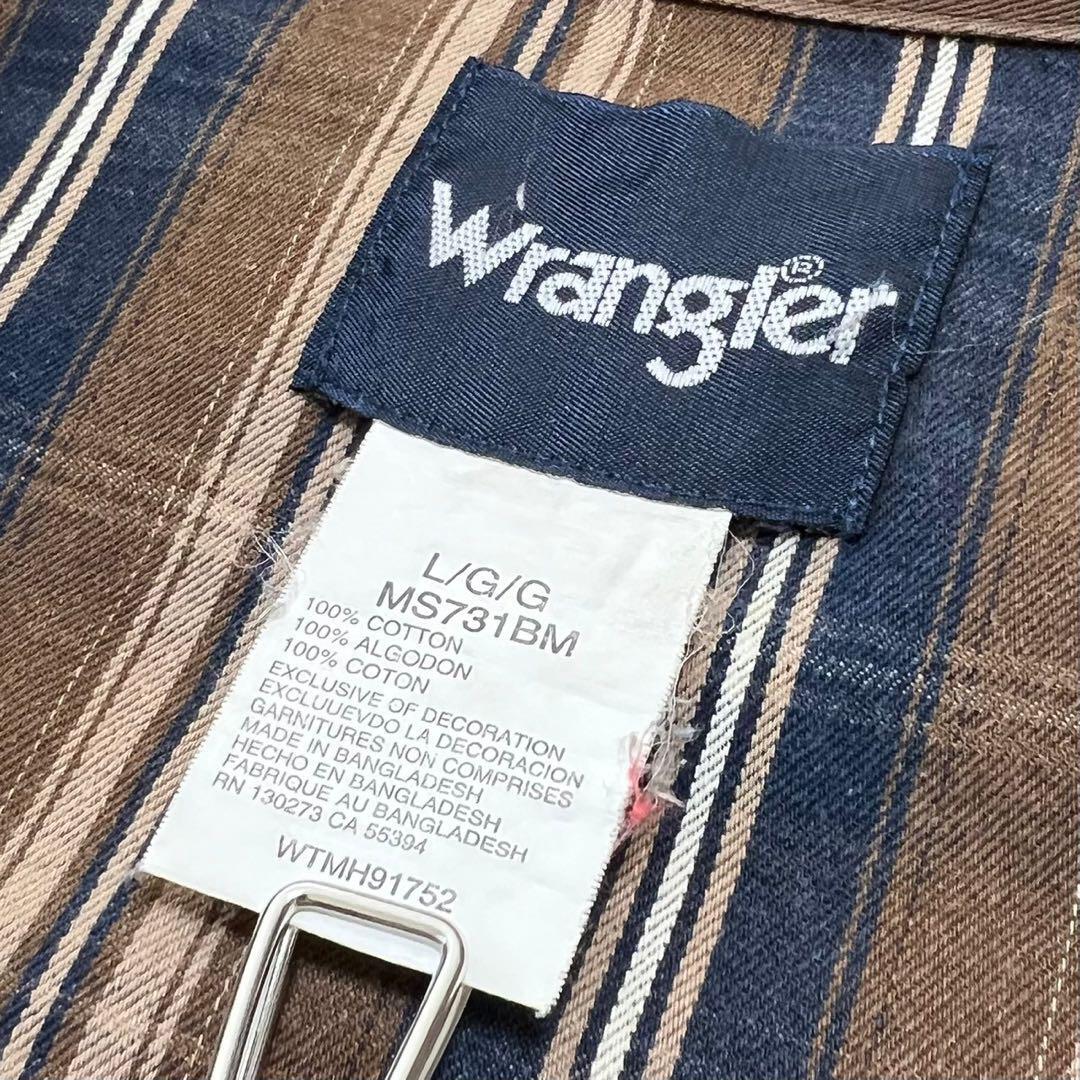 Wrangler®
L/G/G
MS731BM
100% COTTON
100% ALGODON
100% COTON
EXCLUSIVE OF DECORATION
EXCLUUEVDO LA DECORACION
GARNITURES NON COMPRISES
MADE IN BANGLADESH
HECHO EN BANGLADESH
FABRIQUE AU BANGLADESH
RN 130273 CA 55394
WTMH91752